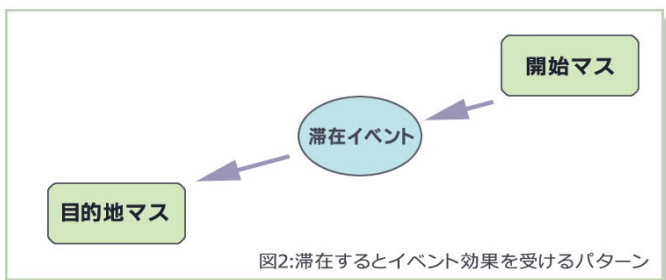 開始マス
滞在イベント
目的地マス
図2:滞在するとイベント効果を受けるパターン